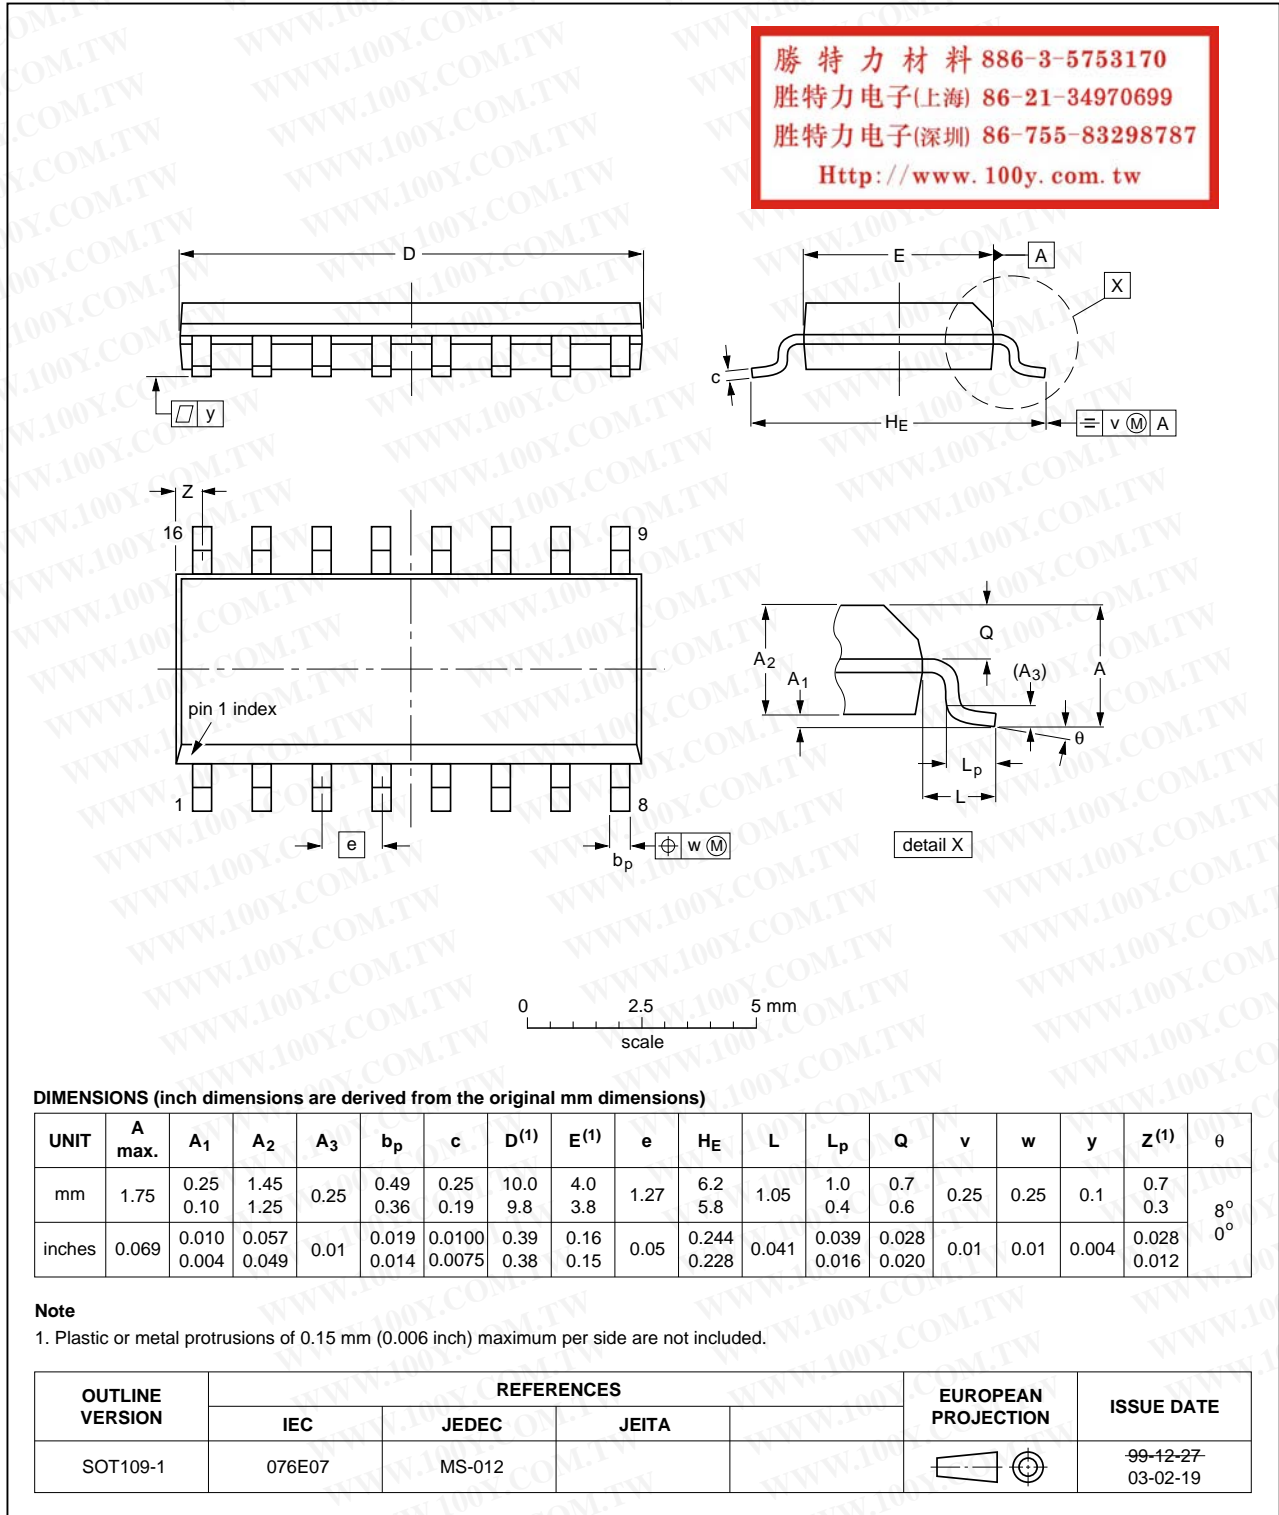 勝特力材料 886-3-5753170
胜特力电子(上海) 86-21-34970699
胜特力电子(深圳) 86-755-83298787
Http://www.100y.com.tw
D
E
A
X
c
y
HE
v M A
Z
16
9
pin 1 index
1
8
e
bp
w M
Q
A2
A1
(A3)
A
θ
Lp
L
detail X
0 2.5 5 mm
scale
DIMENSIONS (inch dimensions are derived from the original mm dimensions)
UNIT A max. A1 A2 A3 bp c D(1) E(1) e HE L Lp Q v w y Z(1) θ
mm 1.75 0.25 0.10 1.45 1.25 0.25 0.49 0.36 0.25 0.19 10.0 9.8 4.0 3.8 1.27 6.2 5.8 1.05 1.0 0.4 0.7 0.6 0.25 0.25 0.1 0.7 0.3 8° 0°
inches 0.069 0.010 0.004 0.057 0.049 0.01 0.019 0.014 0.0100 0.0075 0.39 0.38 0.16 0.15 0.05 0.244 0.228 0.041 0.039 0.016 0.028 0.020 0.01 0.01 0.004 0.028 0.012
Note
1. Plastic or metal protrusions of 0.15 mm (0.006 inch) maximum per side are not included.
OUTLINE VERSION REFERENCES EUROPEAN PROJECTION ISSUE DATE
IEC JEDEC JEITA
SOT109-1 076E07 MS-012 99-12-27
03-02-19
WWW.100Y.COM.TW